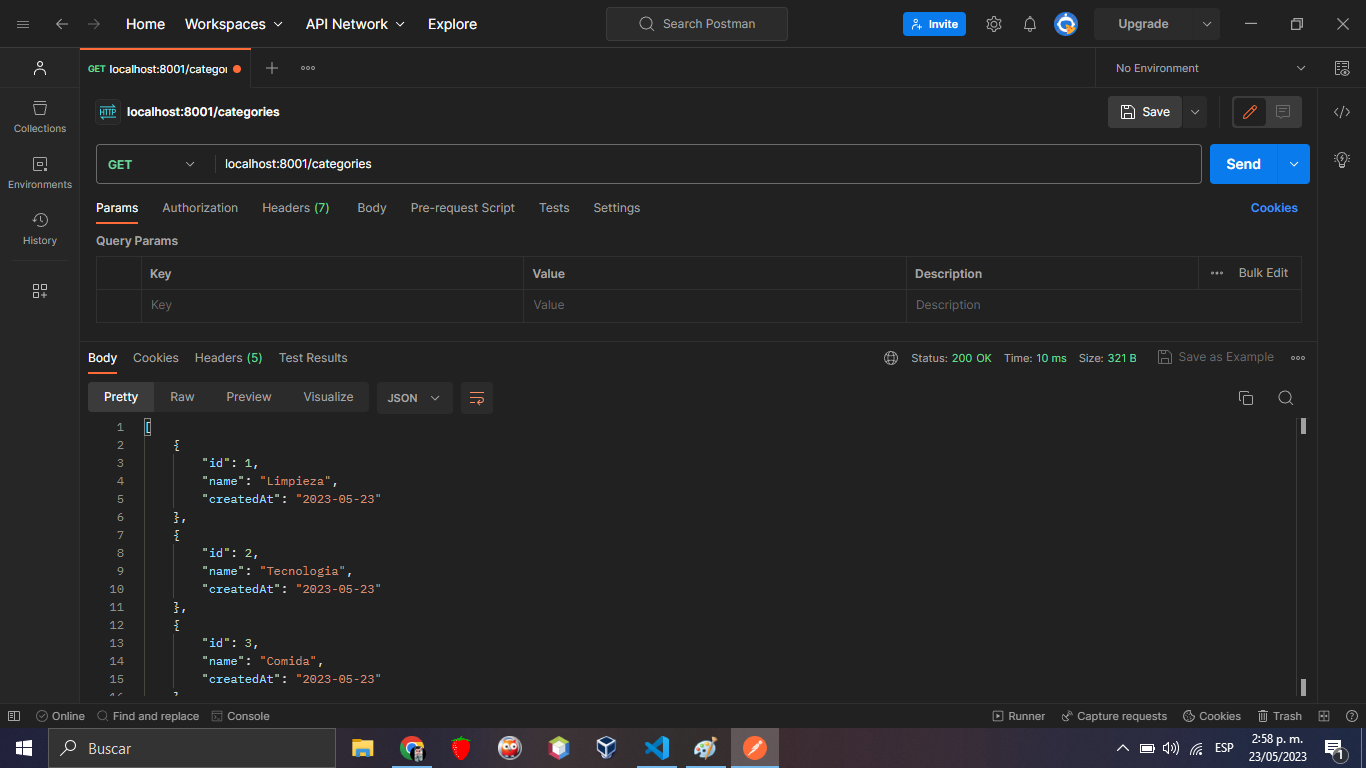 Home Workspaces API Network Explore Search Postman Invite Upgrade
GET localhost:8001/categor No Environment
HTTP localhost:8001/categories Save
Collections
GET localhost:8001/categories Send
Environments
Params Authorization Headers (7) Body Pre-request Script Tests Settings Cookies
History
Query Params
Key Value Description Bulk Edit
Key Value Description
Body Cookies Headers (5) Test Results Status: 200 OK Time: 10 ms Size: 321 B Save as Example
Pretty Raw Preview Visualize JSON
1 [
2 {
3 "id": 1,
4 "name": "Limpieza",
5 "createdAt": "2023-05-23"
6 },
7 {
8 "id": 2,
9 "name": "Tecnologia",
10 "createdAt": "2023-05-23"
11 },
12 {
13 "id": 3,
14 "name": "Comida",
15 "createdAt": "2023-05-23"
Online Find and replace Console Runner Capture requests Cookies Trash
Buscar ESP 2:58 p. m.
23/05/2023 1